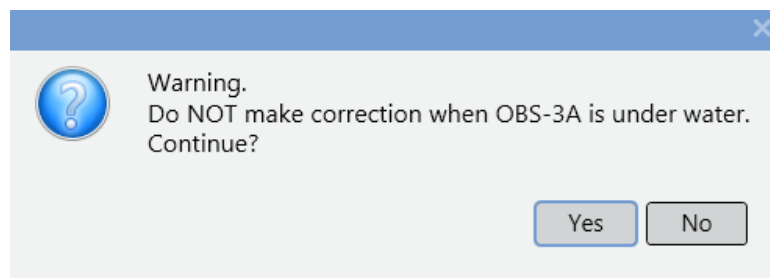 Warning.
Do NOT make correction when OBS-3A is under water.
Continue?
Yes No